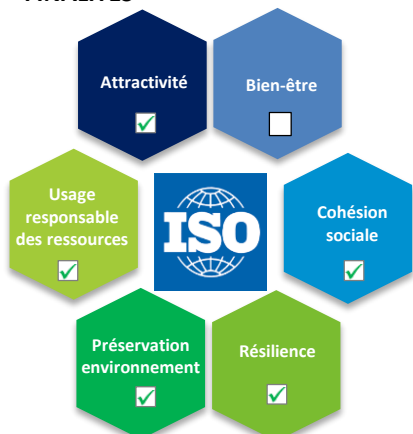 Attractivité
Bien-être
Usage
responsable
des ressources
ISO
Cohésion
sociale
Préservation
environnement
Résilience